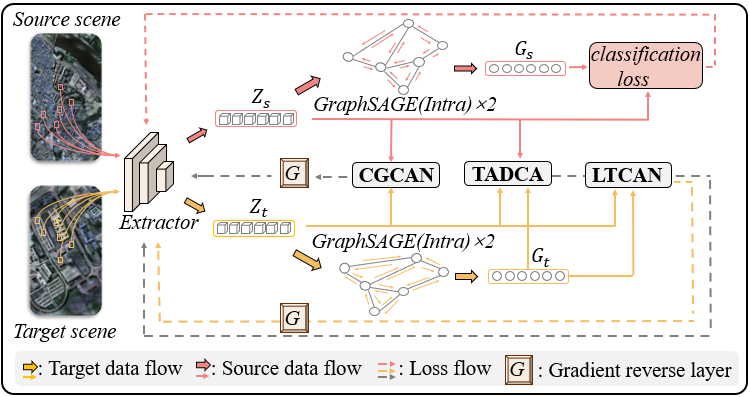 Source scene
Z_s
GraphSAGE(Intra)×2
G_s
classification
loss
G
CGCAN
TADCA
LTCAN
Extractor
Z_t
GraphSAGE(Intra)×2
G_t
G
Target scene
: Target data flow
: Source data flow
: Loss flow
G
: Gradient reverse layer